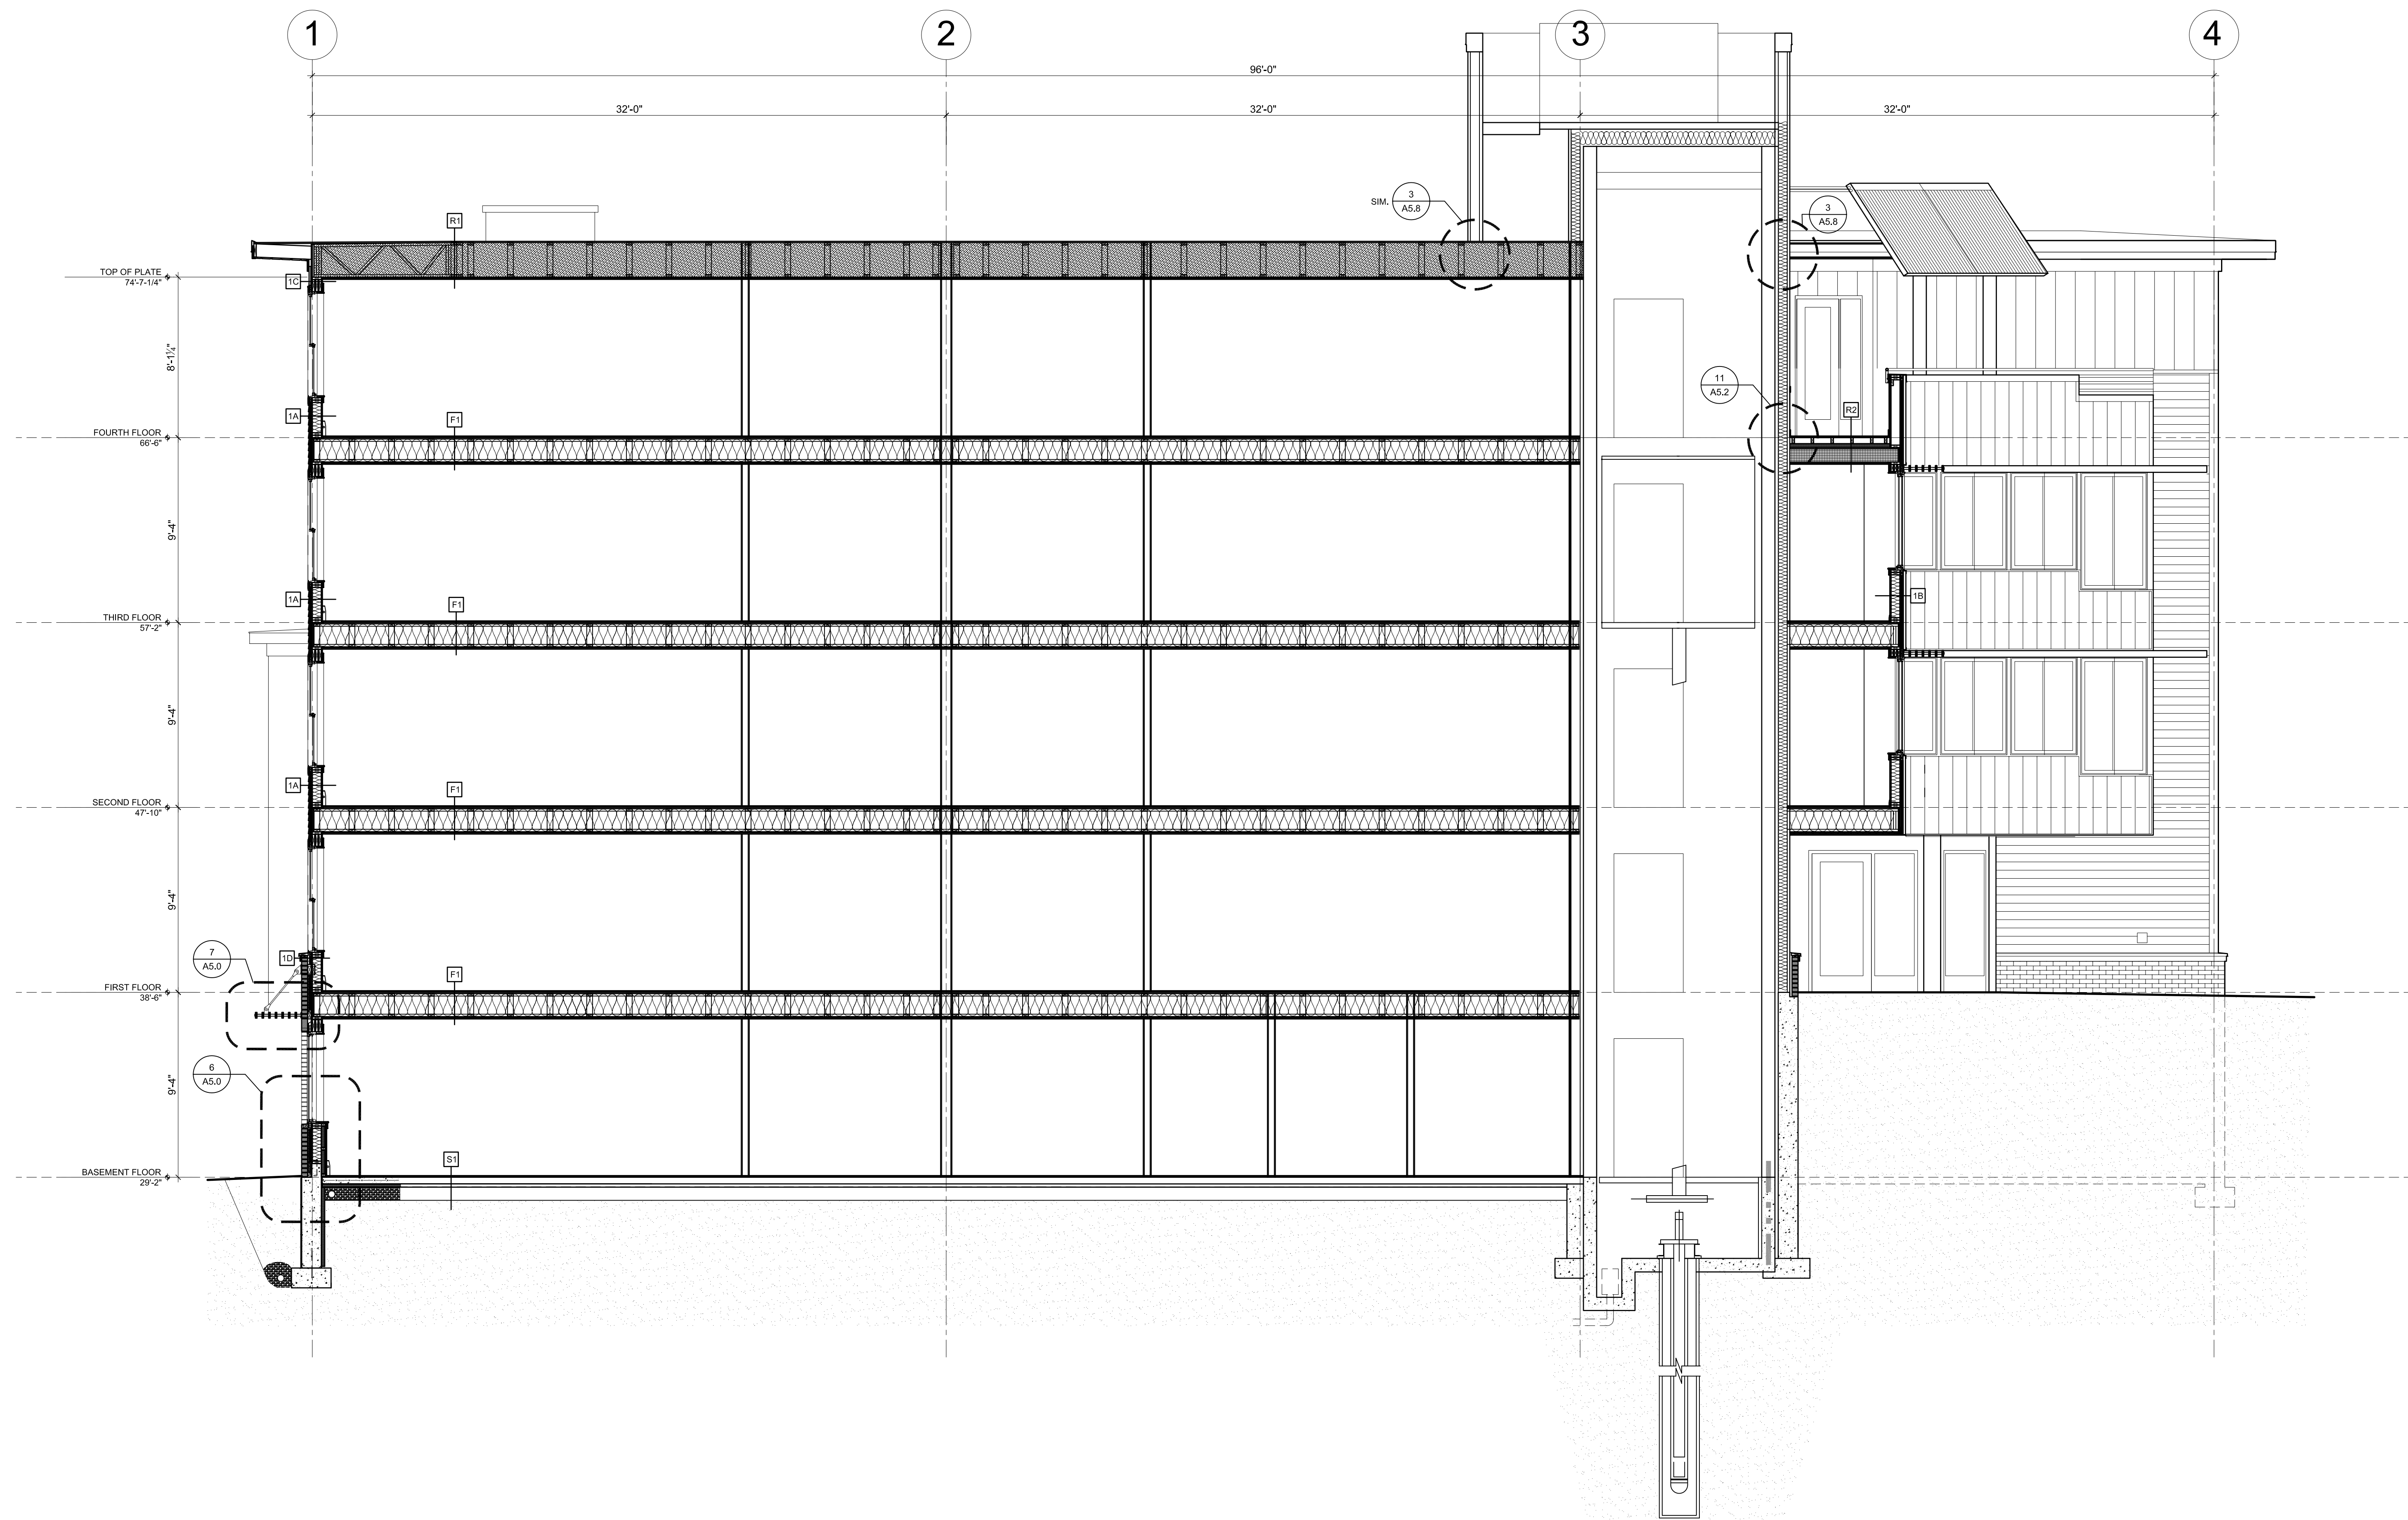 1
2
3
4
96'-0"
32'-0"
32'-0"
32'-0"
SIM.
3
A5.8
3
A5.8
R1
TOP OF PLATE
74'-7-1/4"
1C
8'-1¼"
11
A5.2
R2
1A
F1
FOURTH FLOOR
66'-6"
9'-4"
1A
F1
1B
THIRD FLOOR
57'-2"
9'-4"
1A
F1
SECOND FLOOR
47'-10"
9'-4"
7
A5.0
1D
F1
FIRST FLOOR
38'-6"
6
A5.0
9'-4"
S1
BASEMENT FLOOR
29'-2"